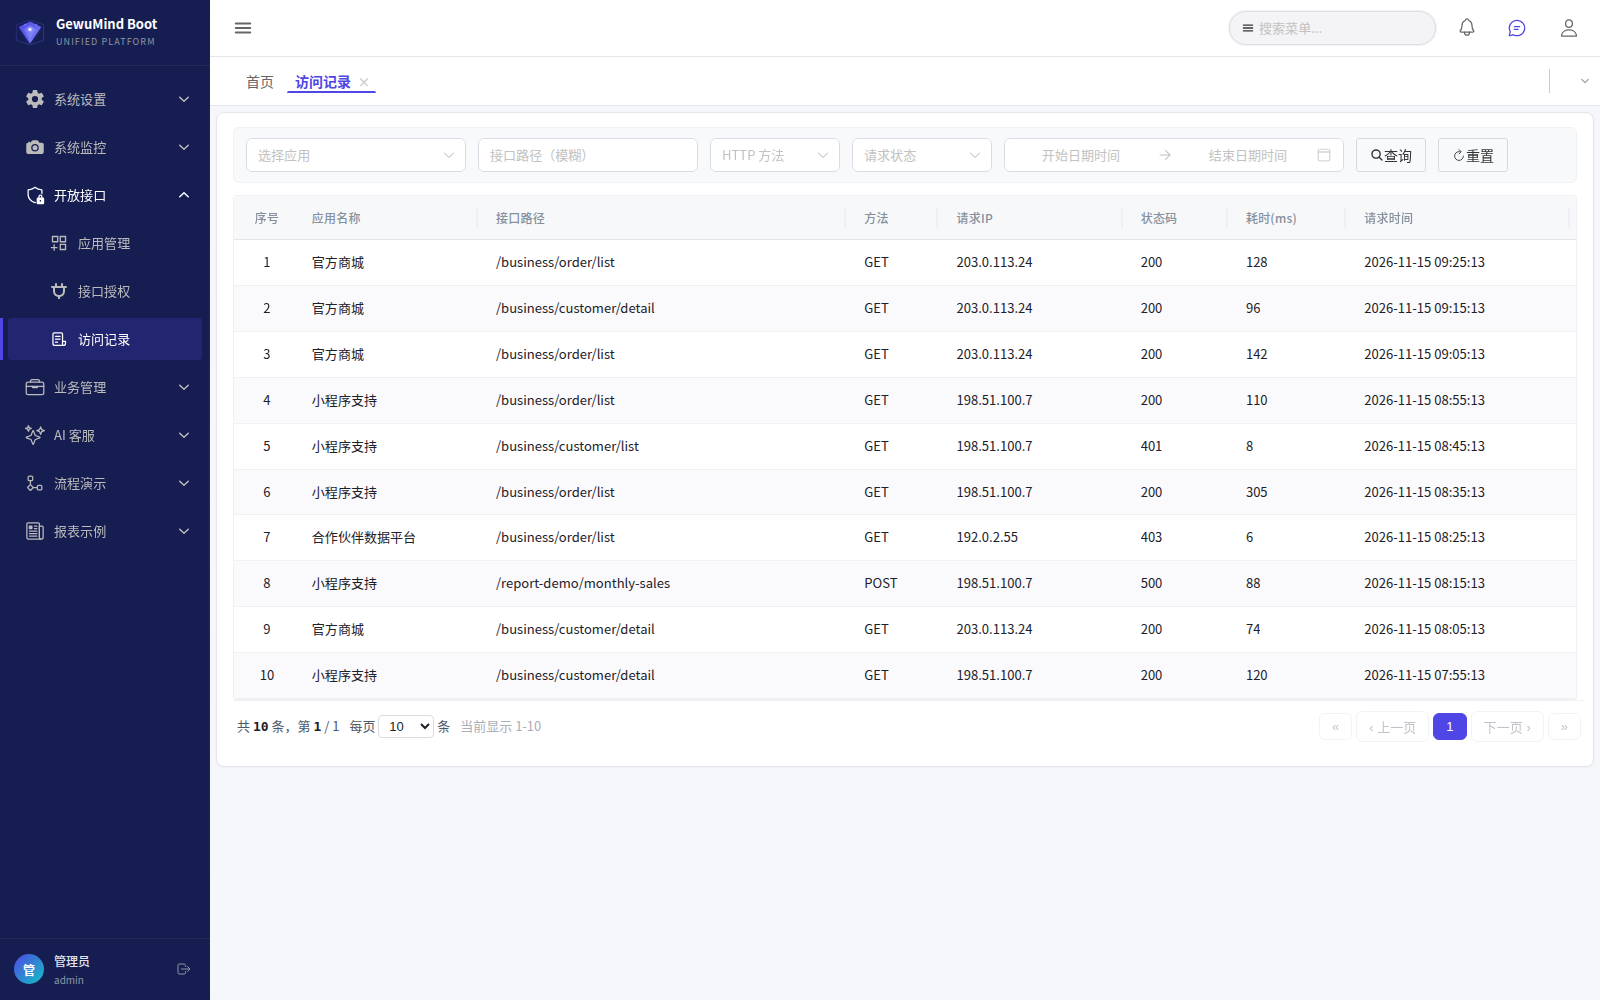 GewuMind Boot
UNIFIED PLATFORM
搜索菜单...
首页 访问记录
系统设置
系统监控
开放接口
应用管理
接口授权
访问记录
业务管理
AI 客服
流程演示
报表示例
管 管理员
admin
选择应用 接口路径（模糊） HTTP 方法 请求状态 开始日期时间 → 结束日期时间 查询 重置
序号 应用名称 接口路径 方法 请求IP 状态码 耗时(ms) 请求时间
1 官方商城 /business/order/list GET 203.0.113.24 200 128 2026-11-15 09:25:13
2 官方商城 /business/customer/detail GET 203.0.113.24 200 96 2026-11-15 09:15:13
3 官方商城 /business/order/list GET 203.0.113.24 200 142 2026-11-15 09:05:13
4 小程序支持 /business/order/list GET 198.51.100.7 200 110 2026-11-15 08:55:13
5 小程序支持 /business/customer/list GET 198.51.100.7 401 8 2026-11-15 08:45:13
6 小程序支持 /business/order/list GET 198.51.100.7 200 305 2026-11-15 08:35:13
7 合作伙伴数据平台 /business/order/list GET 192.0.2.55 403 6 2026-11-15 08:25:13
8 小程序支持 /report-demo/monthly-sales POST 198.51.100.7 500 88 2026-11-15 08:15:13
9 官方商城 /business/customer/detail GET 203.0.113.24 200 74 2026-11-15 08:05:13
10 小程序支持 /business/customer/detail GET 198.51.100.7 200 120 2026-11-15 07:55:13
共 10 条，第 1 / 1 每页 10 条 当前显示 1-10 « ‹ 上一页 1 下一页 › »